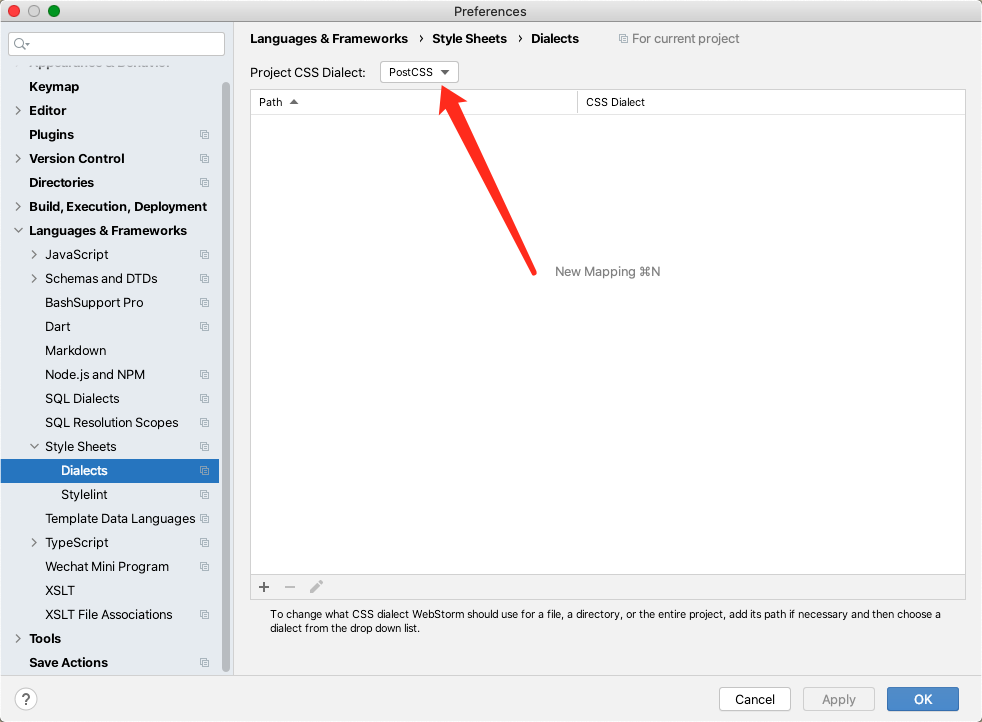 Preferences
Languages & Frameworks › Style Sheets › Dialects For current project
Project CSS Dialect: PostCSS
Path CSS Dialect
New Mapping ⌘N
Appearance & Behavior
Keymap
Editor
Plugins
Version Control
Directories
Build, Execution, Deployment
Languages & Frameworks
JavaScript
Schemas and DTDs
BashSupport Pro
Dart
Markdown
Node.js and NPM
SQL Dialects
SQL Resolution Scopes
Style Sheets
Dialects
Stylelint
Template Data Languages
TypeScript
Wechat Mini Program
XSLT
XSLT File Associations
Tools
Save Actions
To change what CSS dialect WebStorm should use for a file, a directory, or the entire project, add its path if necessary and then choose a
dialect from the drop down list.
?
Cancel Apply OK